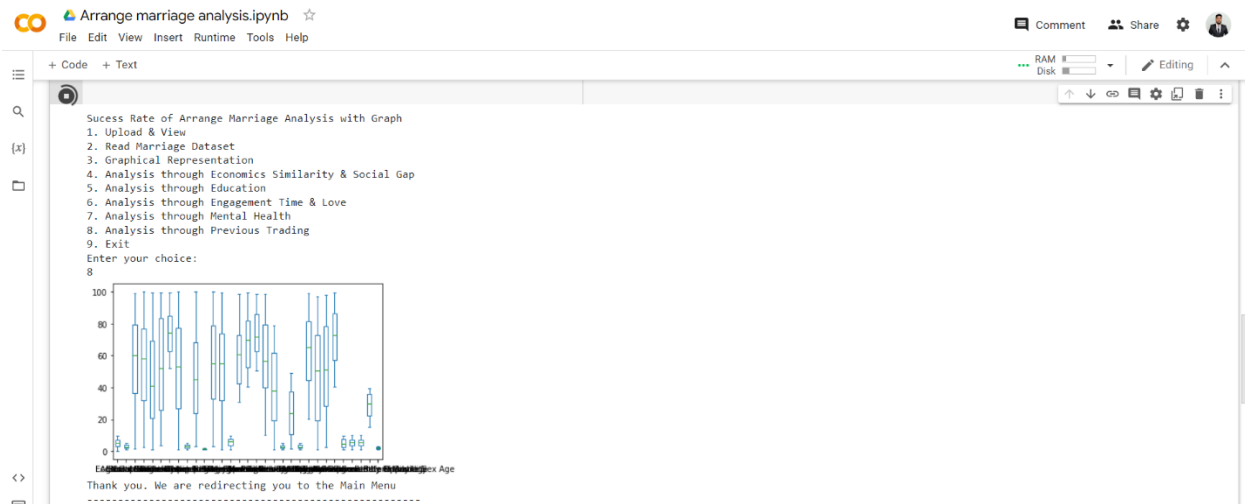 Arrange marriage analysis.ipynb
File Edit View Insert Runtime Tools Help
Comment Share
+ Code + Text
RAM
Disk
Editing
{x}
Sucess Rate of Arrange Marriage Analysis with Graph
1. Upload & View
2. Read Marriage Dataset
3. Graphical Representation
4. Analysis through Economics Similarity & Social Gap
5. Analysis through Education
6. Analysis through Engagement Time & Love
7. Analysis through Mental Health
8. Analysis through Previous Trading
9. Exit
Enter your choice:
8
100
80
60
40
20
0
Age
Thank you. We are redirecting you to the Main Menu
------------------------------------------------------